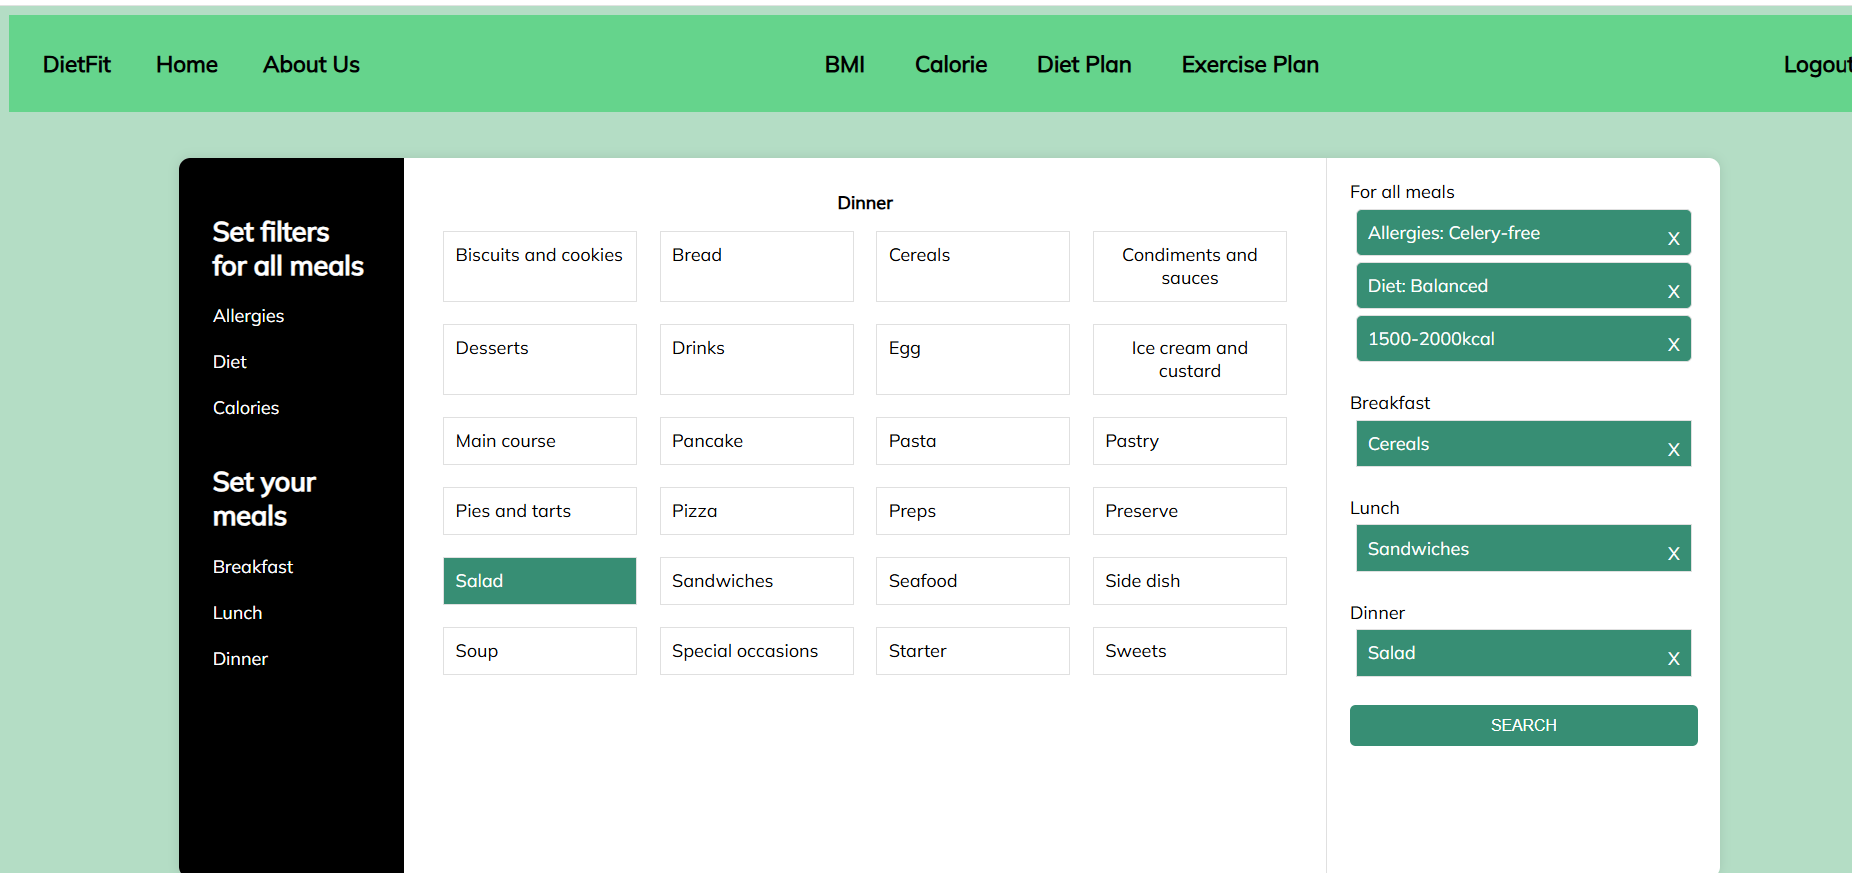 DietFit Home About Us BMI Calorie Diet Plan Exercise Plan Logout
Set filters
for all meals
Allergies
Diet
Calories
Set your
meals
Breakfast
Lunch
Dinner
Dinner
Biscuits and cookies
Bread
Cereals
Condiments and
sauces
Desserts
Drinks
Egg
Ice cream and
custard
Main course
Pancake
Pasta
Pastry
Pies and tarts
Pizza
Preps
Preserve
Salad
Sandwiches
Seafood
Side dish
Soup
Special occasions
Starter
Sweets
For all meals
Allergies: Celery-free X
Diet: Balanced X
1500-2000kcal X
Breakfast
Cereals X
Lunch
Sandwiches X
Dinner
Salad X
SEARCH